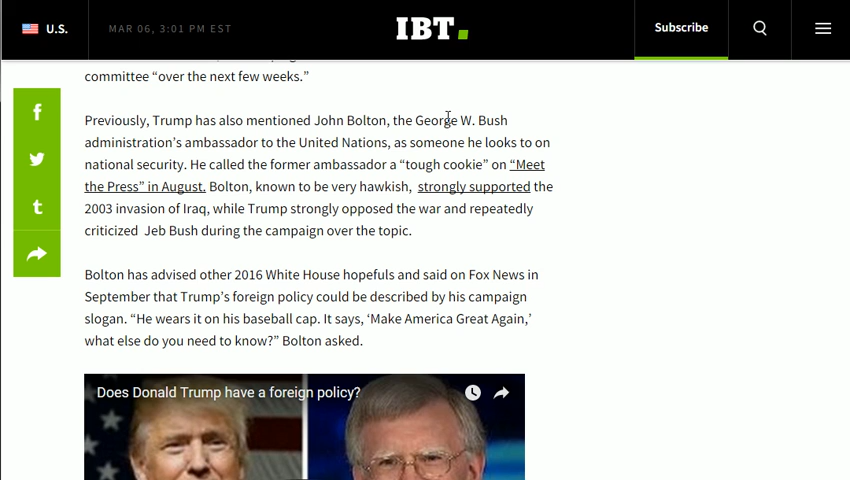 U.S.
MAR 06, 3:01 PM EST
IBT.
Subscribe
committee “over the next few weeks.”
Previously, Trump has also mentioned John Bolton, the George W. Bush
administration’s ambassador to the United Nations, as someone he looks to on
national security. He called the former ambassador a “tough cookie” on “Meet
the Press” in August. Bolton, known to be very hawkish, strongly supported the
2003 invasion of Iraq, while Trump strongly opposed the war and repeatedly
criticized Jeb Bush during the campaign over the topic.
Bolton has advised other 2016 White House hopefuls and said on Fox News in
September that Trump’s foreign policy could be described by his campaign
slogan. “He wears it on his baseball cap. It says, ‘Make America Great Again,’
what else do you need to know?” Bolton asked.
Does Donald Trump have a foreign policy?